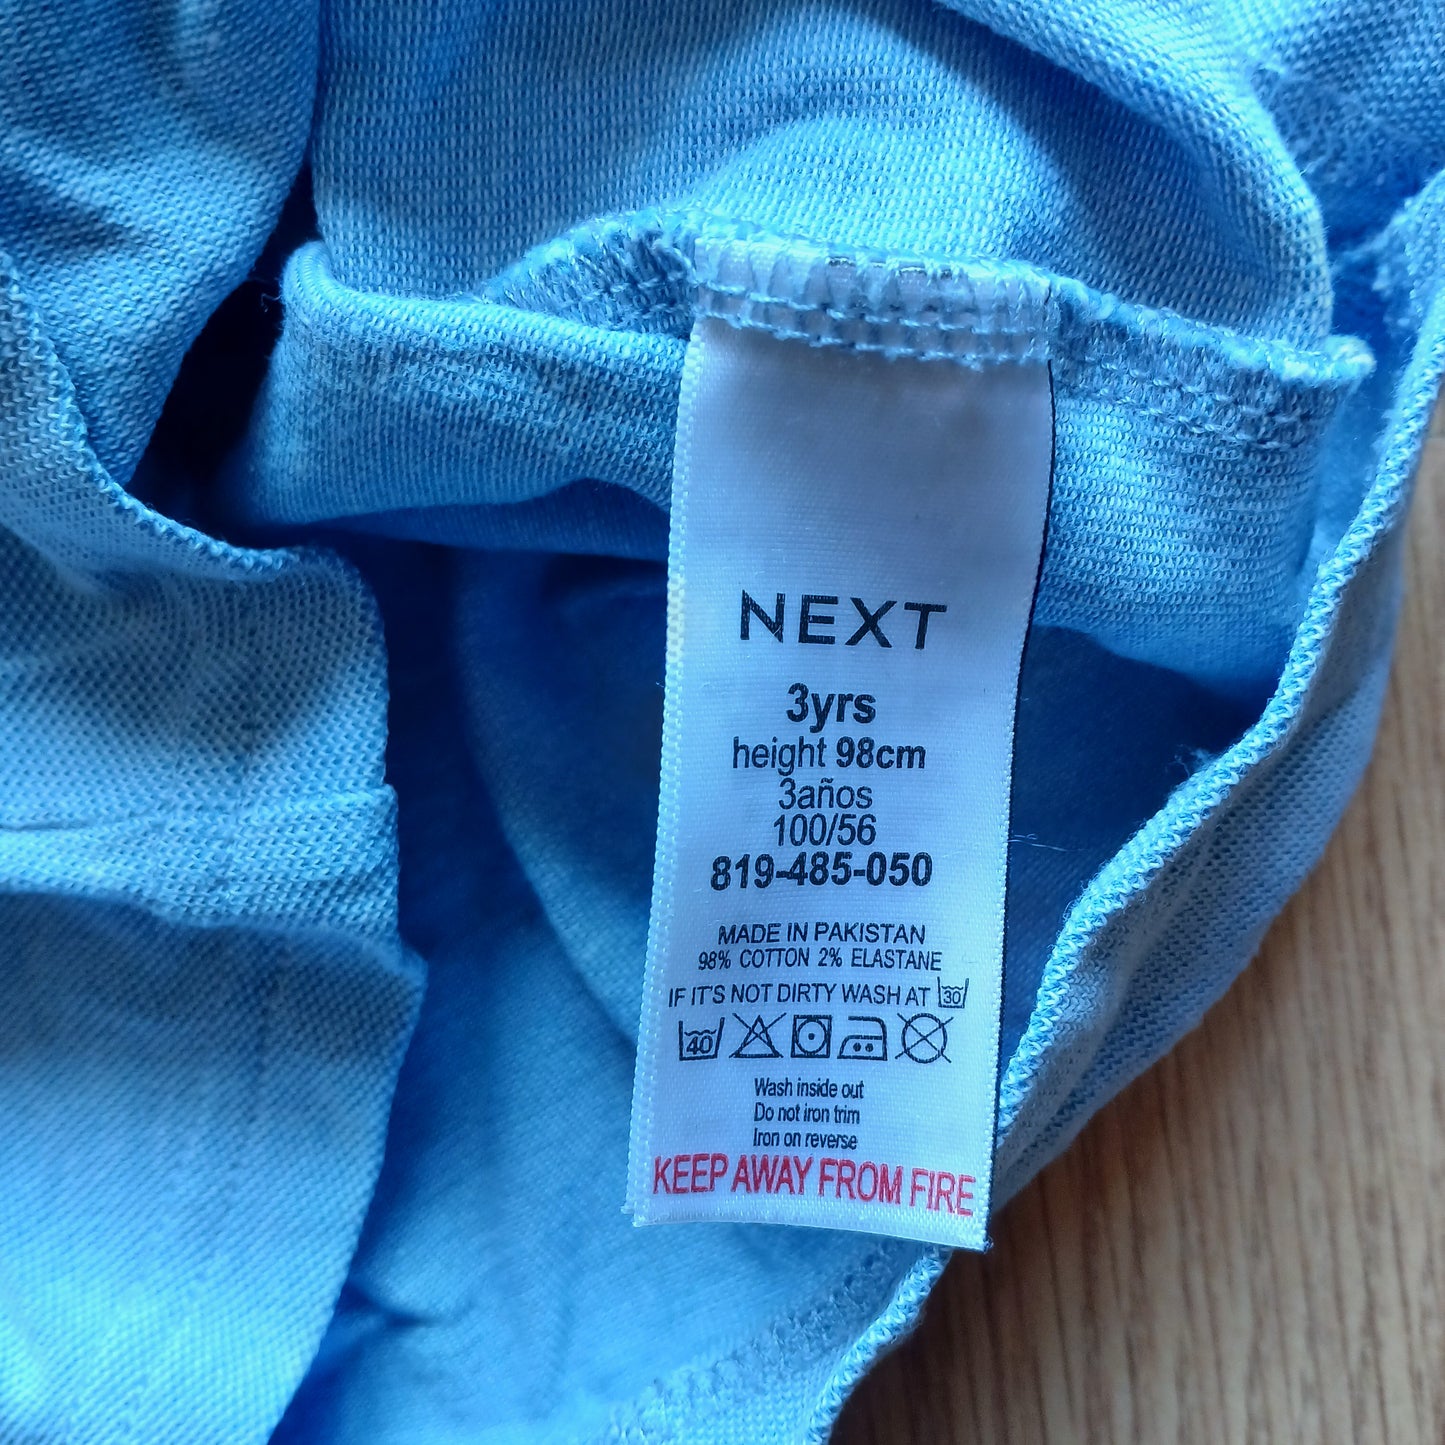 NEXT
3yrs
height 98cm
3años
100/56
819-485-050
MADE IN PAKISTAN
98% COTTON 2% ELASTANE
IF IT'S NOT DIRTY WASH AT 30
40
Wash inside out
Do not iron trim
Iron on reverse
KEEP AWAY FROM FIRE